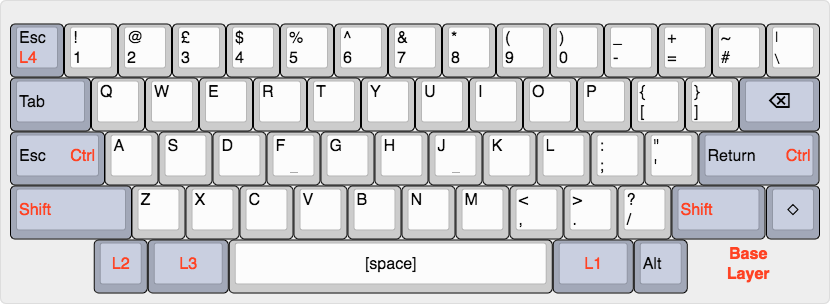 Esc ! @ £ $ % ^ & * ( ) _ + ~ |
L4 1 2 3 4 5 6 7 8 9 0 - = # \
Tab Q W E R T Y U I O P { } ⌫
[ ]
Esc Ctrl A S D F G H J K L : " Return Ctrl
_ _ ; '
Shift Z X C V B N M < > ? Shift ◇
, . /
L2 L3 [space] L1 Alt Base
Layer